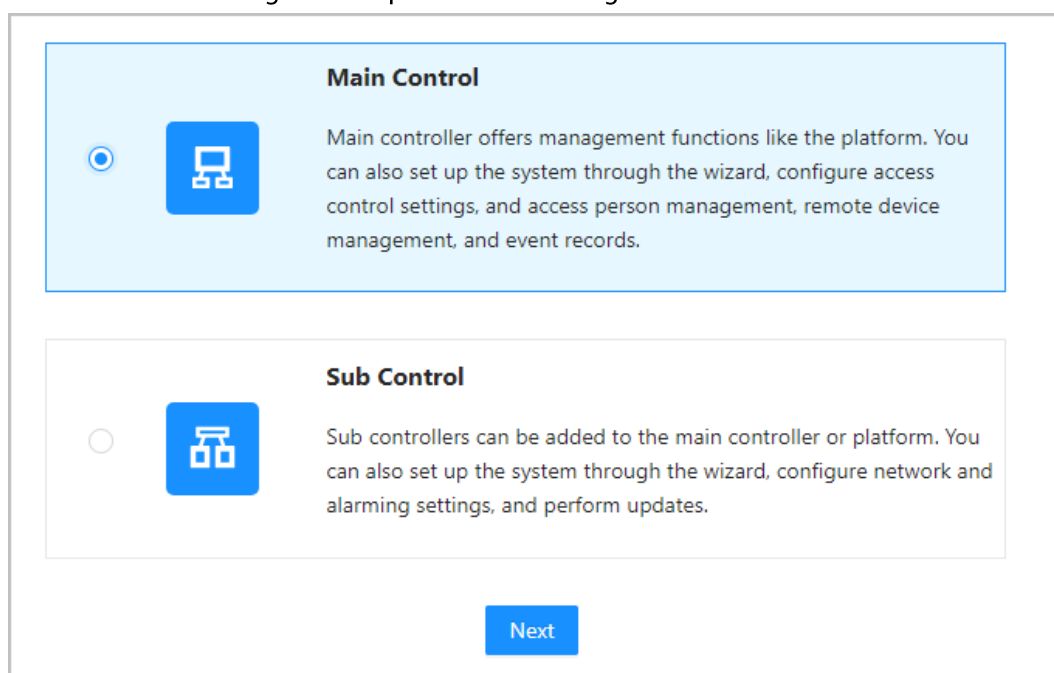 Main Control
Main controller offers management functions like the platform. You
can also set up the system through the wizard, configure access
control settings, and access person management, remote device
management, and event records.
Sub Control
Sub controllers can be added to the main controller or platform. You
can also set up the system through the wizard, configure network and
alarming settings, and perform updates.
Next